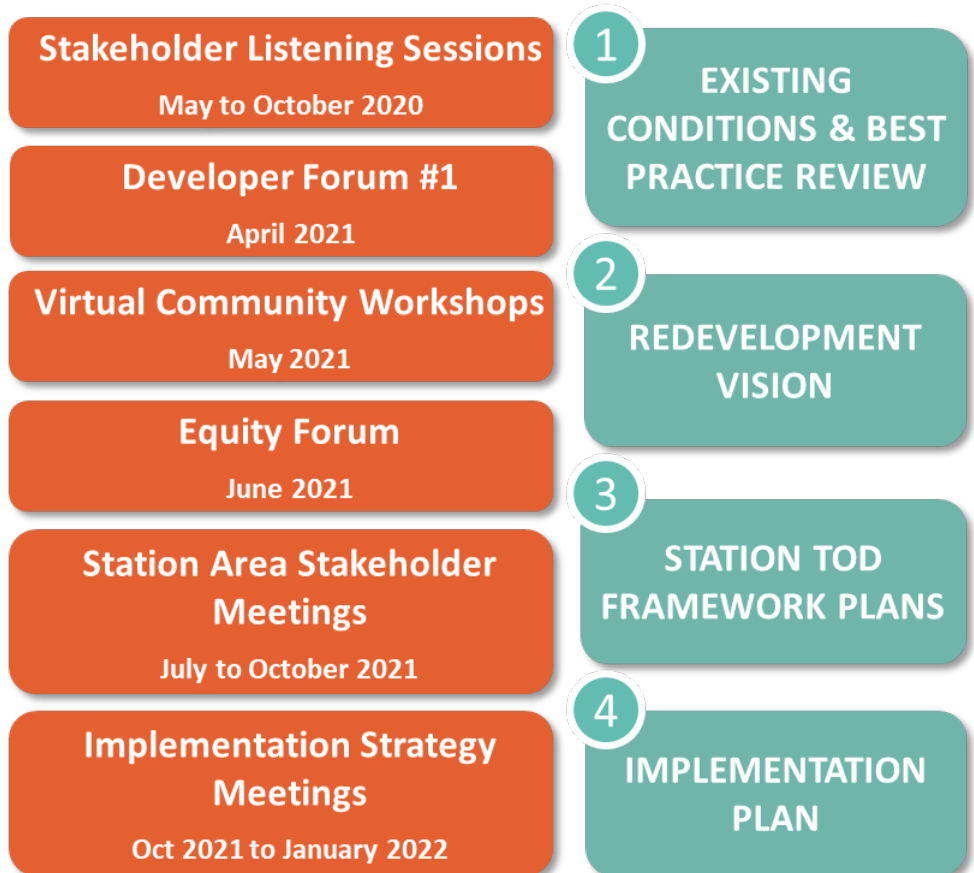 Stakeholder Listening Sessions
May to October 2020
Developer Forum #1
April 2021
Virtual Community Workshops
May 2021
Equity Forum
June 2021
Station Area Stakeholder
Meetings
July to October 2021
Implementation Strategy
Meetings
Oct 2021 to January 2022
1
EXISTING
CONDITIONS & BEST
PRACTICE REVIEW
2
REDEVELOPMENT
VISION
3
STATION TOD
FRAMEWORK PLANS
4
IMPLEMENTATION
PLAN